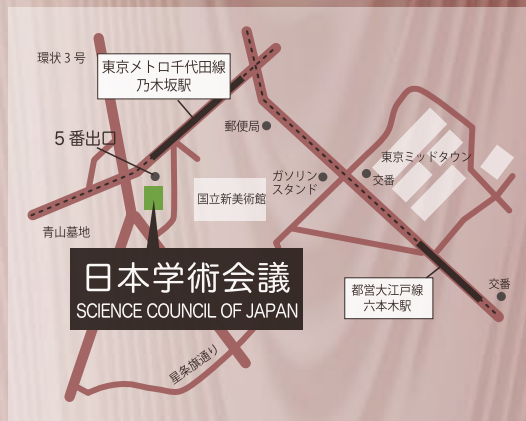 環状3号
東京メトロ千代田線
乃木坂駅
5番出口
郵便局
東京ミッドタウン
ガソリン
スタンド
交番
国立新美術館
青山墓地
日本学術会議
SCIENCE COUNCIL OF JAPAN
都営大江戸線
六本木駅
交番
星条旗通り